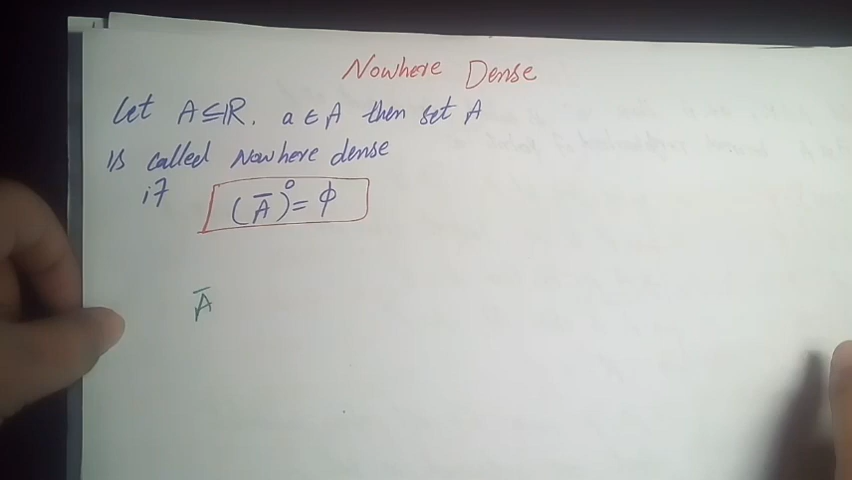 Nowhere Dense
Let A⊆ℝ. a ∈ A then set A
is called Nowhere dense
if (Ā)° = ϕ
Ā